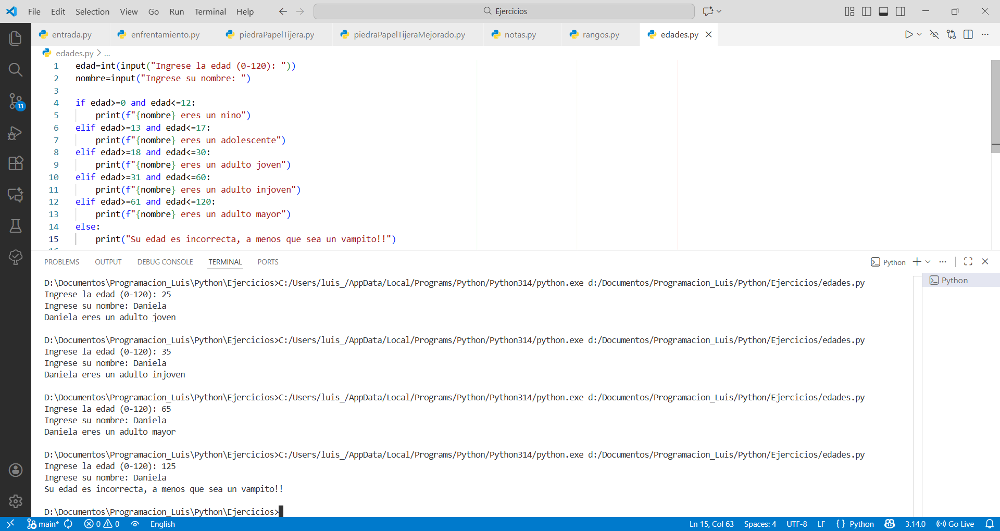 File Edit Selection View Go Run Terminal Help
Ejercicios
entrada.py enfrentamiento.py piedraPapelTijera.py piedraPapelTijeraMejorado.py notas.py rangos.py edades.py
edades.py > ...
1 edad=int(input("Ingrese la edad (0-120): "))
2 nombre=input("Ingrese su nombre: ")
3
4 if edad>=0 and edad<=12:
5 print(f"{nombre} eres un nino")
6 elif edad>=13 and edad<=17:
7 print(f"{nombre} eres un adolescente")
8 elif edad>=18 and edad<=30:
9 print(f"{nombre} eres un adulto joven")
10 elif edad>=31 and edad<=60:
11 print(f"{nombre} eres un adulto injoven")
12 elif edad>=61 and edad<=120:
13 print(f"{nombre} eres un adulto mayor")
14 else:
15 print("Su edad es incorrecta, a menos que sea un vampito!!")
13
PROBLEMS OUTPUT DEBUG CONSOLE TERMINAL PORTS
Python
Python
D:\Documentos\Programacion_Luis\Python\Ejercicios>C:/Users/luis_/AppData/Local/Programs/Python/Python314/python.exe d:/Documentos/Programacion_Luis/Python/Ejercicios/edades.py
Ingrese la edad (0-120): 25
Ingrese su nombre: Daniela
Daniela eres un adulto joven
D:\Documentos\Programacion_Luis\Python\Ejercicios>C:/Users/luis_/AppData/Local/Programs/Python/Python314/python.exe d:/Documentos/Programacion_Luis/Python/Ejercicios/edades.py
Ingrese la edad (0-120): 35
Ingrese su nombre: Daniela
Daniela eres un adulto injoven
D:\Documentos\Programacion_Luis\Python\Ejercicios>C:/Users/luis_/AppData/Local/Programs/Python/Python314/python.exe d:/Documentos/Programacion_Luis/Python/Ejercicios/edades.py
Ingrese la edad (0-120): 65
Ingrese su nombre: Daniela
Daniela eres un adulto mayor
D:\Documentos\Programacion_Luis\Python\Ejercicios>C:/Users/luis_/AppData/Local/Programs/Python/Python314/python.exe d:/Documentos/Programacion_Luis/Python/Ejercicios/edades.py
Ingrese la edad (0-120): 125
Ingrese su nombre: Daniela
Su edad es incorrecta, a menos que sea un vampito!!
D:\Documentos\Programacion_Luis\Python\Ejercicios>
main* 0 0 English Ln 15, Col 63 Spaces: 4 UTF-8 LF { } Python 3.14.0 Go Live